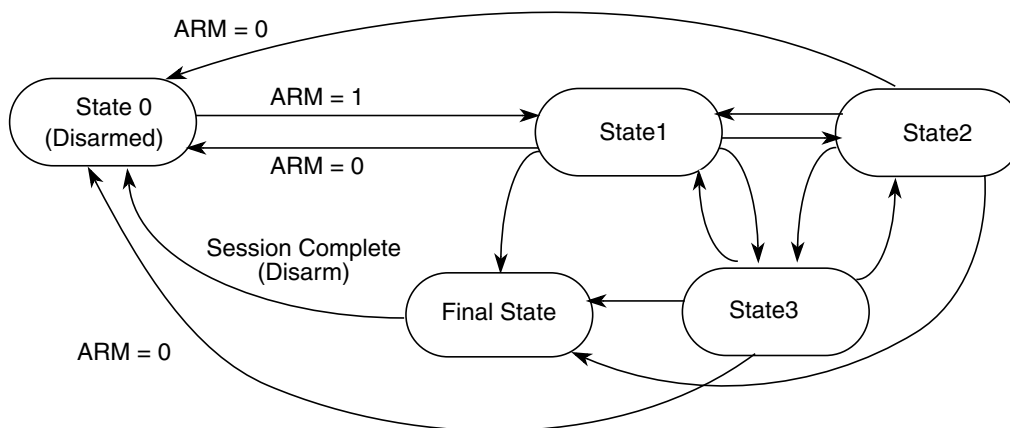 ARM = 0
State 0
(Disarmed)
ARM = 1
State1
State2
ARM = 0
Session Complete
(Disarm)
Final State
State3
ARM = 0